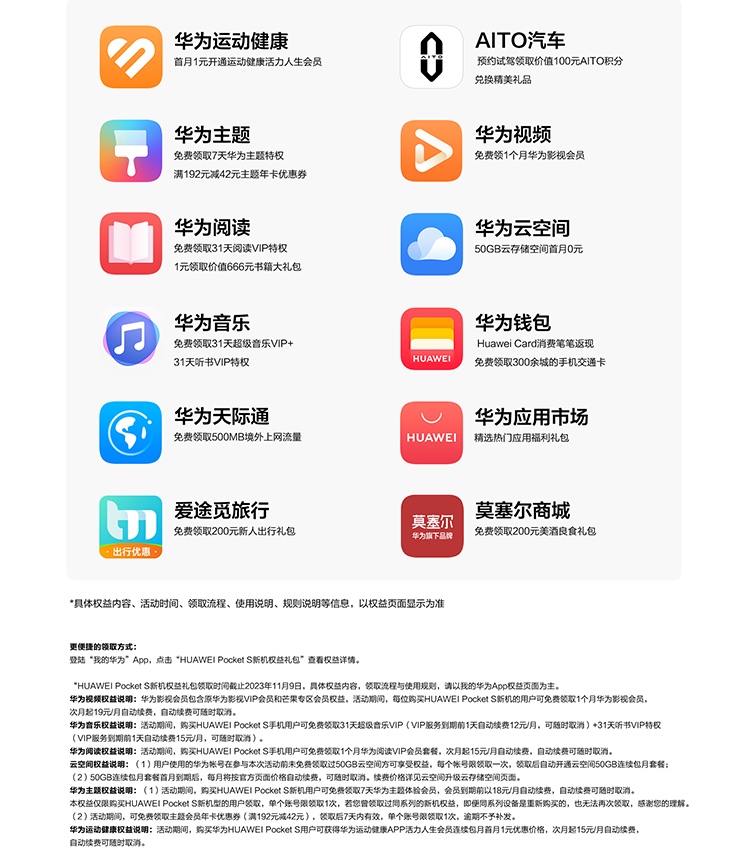 华为运动健康
首月1元开通运动健康活力人生会员
AITO
AITO汽车
预约试驾领取价值100元AITO积分
兑换精美礼品
华为主题
免费领取7天华为主题特权
满192元减42元主题年卡优惠券
华为视频
免费领1个月华为影视会员
华为阅读
免费领取31天阅读VIP特权
1元领取价值666元书籍大礼包
华为云空间
50GB云存储空间首月0元
华为音乐
免费领取31天超级音乐VIP+
31天听书VIP特权
HUAWEI
华为钱包
Huawei Card消费笔笔返现
免费领取300余城的手机交通卡
华为天际通
免费领取500MB境外上网流量
HUAWEI
华为应用市场
精选热门应用福利礼包
出行优惠
爱途觅旅行
免费领取200元新人出行礼包
莫塞尔
华为旗下品牌
莫塞尔商城
免费领取200元美酒良食礼包
*具体权益内容、活动时间、领取流程、使用说明、规则说明等信息，以权益页面显示为准
更便捷的领取方式：
登陆“我的华为”App，点击“HUAWEI Pocket S新机权益礼包”查看权益详情。
“HUAWEI Pocket S新机权益礼包领取时间截止2023年11月9日，具体权益内容，领取流程与使用规则，请以我的华为App权益页面为主。
华为视频权益说明：华为影视会员包含原华为影视VIP会员和芒果专区会员权益，活动期间，每位购买HUAWEI Pocket S新机的用户可免费领取1个月华为影视会员，
次月起19元/月自动续费，自动续费可随时取消。
华为音乐权益说明：活动期间，购买HUAWEI Pocket S手机用户可免费领取31天超级音乐VIP（VIP服务到期前1天自动续费12元/月，可随时取消）+31天听书VIP特权
（VIP服务到期前1天自动续费15元/月，可随时取消）。
华为阅读权益说明：活动期间，购买HUAWEI Pocket S手机用户可免费领取1个月华为阅读VIP会员套餐，次月起15元/月自动续费，自动续费可随时取消。
云空间权益说明：（1）用户使用的华为帐号在参与本次活动前未免费领取过50GB云空间方可享受权益，每个帐号限领取一次，领取后自动开通云空间50GB连续包月套餐；
（2）50GB连续包月套餐首月到期后，每月将按官方页面价格自动续费，可随时取消。续费价格详见云空间升级云存储空间页面。
华为主题权益说明：（1）活动期间，购买HUAWEI Pocket S新机用户可免费领取7天华为主题体验会员，会员到期前以18元/月自动续费，自动续费可随时取消。
本权益仅限购买HUAWEI Pocket S新机型的用户领取，单个账号限领取1次，若您曾领取过同系列的新机权益，即便同系列设备是重新购买的，也无法再次领取，感谢您的理解。
（2）活动期间，可免费领取主题会员年卡优惠券（满192元减42元），领取后7天内有效，单个账号限领取1次，逾期不予补发。
华为运动健康权益说明：活动期间，购买华为HUAWEI Pocket S用户可获得华为运动健康APP活力人生会员连续包月首月1元优惠价格，次月起15元/月自动续费，
自动续费可随时取消。